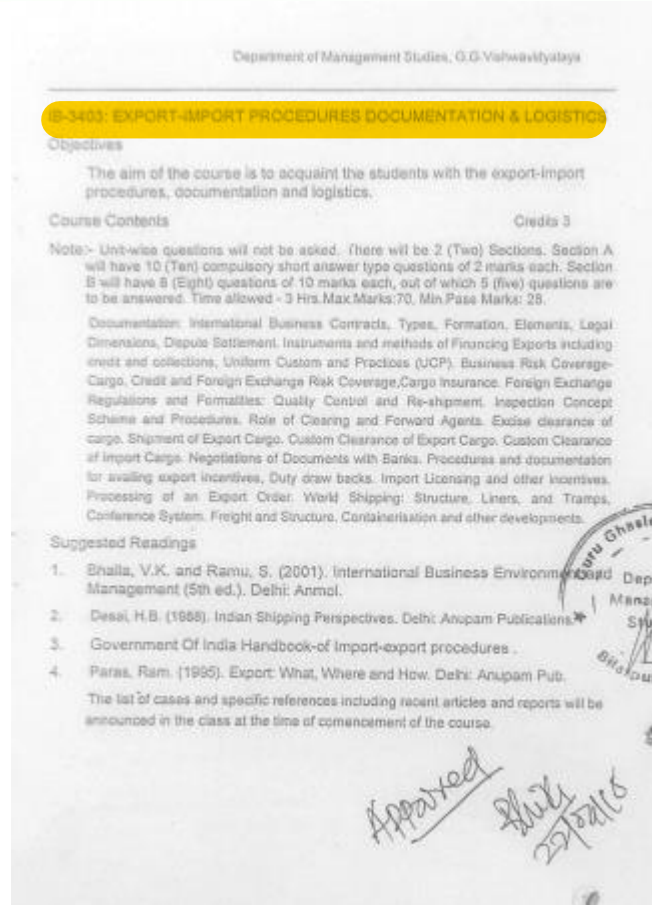 Department of Management Studies, G.G.Vishwavidyalaya
IB-3403: EXPORT-IMPORT PROCEDURES DOCUMENTATION & LOGISTICS
Objectives
The aim of the course is to acquaint the students with the export-import
procedures, documentation and logistics.
Course Contents Credits 3
Note:- Unit-wise questions will not be asked. There will be 2 (Two) Sections. Section A
will have 10 (Ten) compulsory short answer type questions of 2 marks each. Section
B will have 8 (Eight) questions of 10 marks each, out of which 5 (five) questions are
to be answered. Time allowed - 3 Hrs.Max.Marks:70, Min.Pass Marks: 28.
Documentation: International Business Contracts, Types, Formation, Elements, Legal
Dimensions, Dispute Settlement. Instruments and methods of Financing Exports including
credit and collections, Uniform Custom and Practices (UCP). Business Risk Coverage-
Cargo, Credit and Foreign Exchange Risk Coverage,Cargo Insurance. Foreign Exchange
Regulations and Formalities: Quality Control and Re-shipment. Inspection Concept
Scheme and Procedures. Role of Clearing and Forward Agents. Excise clearance of
cargo. Shipment of Export Cargo. Custom Clearance of Export Cargo. Custom Clearance
of Import Cargo. Negotiations of Documents with Banks. Procedures and documentation
for availing export incentives, Duty draw backs. Import Licensing and other incentives.
Processing of an Export Order. World Shipping: Structure, Liners, and Tramps,
Conference System. Freight and Structure. Containerisation and other developments.
Suggested Readings
1. Bhalla, V.K. and Ramu, S. (2001). International Business Environment and
Management (5th ed.). Delhi: Anmol.
2. Desai, H.B. (1988). Indian Shipping Perspectives. Delhi: Anupam Publications.
3. Government Of India Handbook-of Import-export procedures .
4. Paras, Ram. (1995). Export: What, Where and How. Delhi: Anupam Pub.
The list of cases and specific references including recent articles and reports will be
announced in the class at the time of comencement of the course.
Guru Ghasi
Dep
Mana
Approved